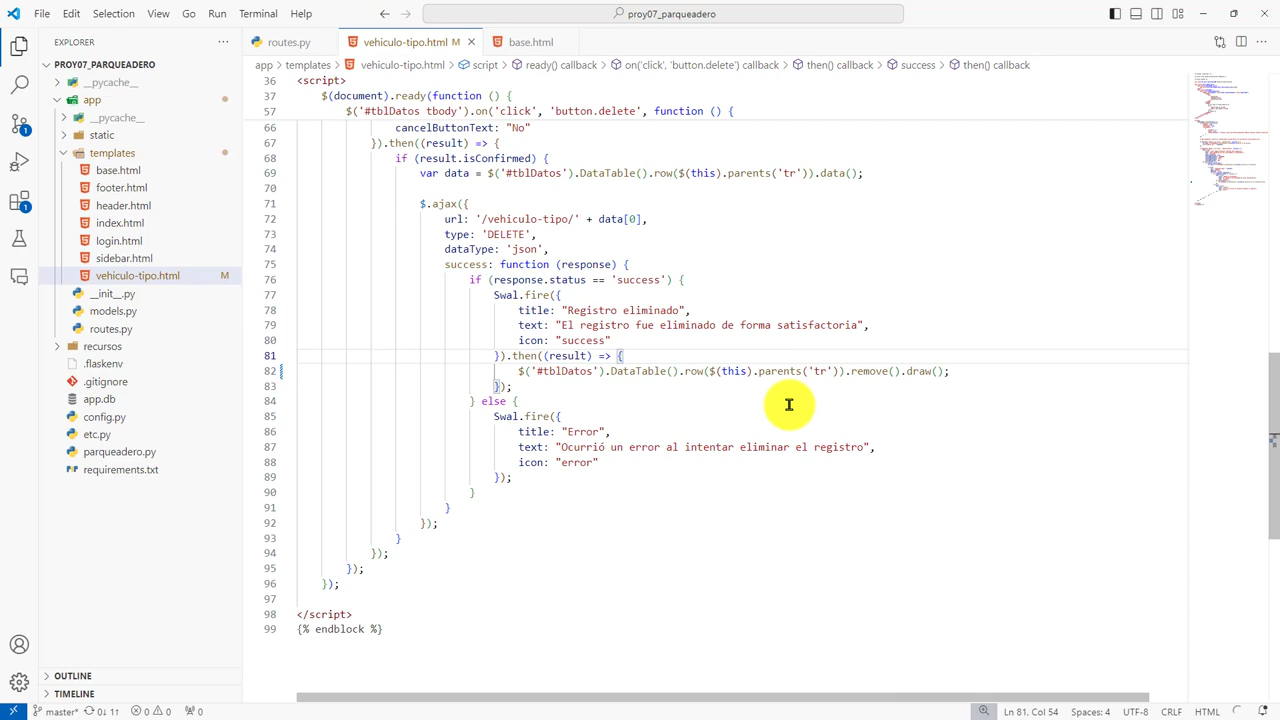 File Edit Selection View Go Run Terminal Help
proy07_parqueadero
EXPLORER
PROY07_PARQUEADERO
__pycache__
app
__pycache__
static
templates
base.html
footer.html
header.html
index.html
login.html
sidebar.html
vehiculo-tipo.html M
__init__.py
models.py
routes.py
recursos
.flaskenv
.gitignore
app.db
config.py
etc.py
parqueadero.py
requirements.txt
OUTLINE
TIMELINE
routes.py vehiculo-tipo.html M base.html
app > templates > vehiculo-tipo.html > script > ready() callback > on('click', 'button.delete') callback > then() callback > success > then() callback
36 <script>
37 $(document).ready(function () {
57 $('#tblDatos tbody').on('click', 'button.delete', function () {
66 cancelButtonText: "No"
67 }).then((result) => {
68 if (result.isConf
69 var data = $('#tblDatos').DataTable().row($(this).parents('tr')).data();
70
71 $.ajax({
72 url: '/vehiculo-tipo/' + data[0],
73 type: 'DELETE',
74 dataType: 'json',
75 success: function (response) {
76 if (response.status == 'success') {
77 Swal.fire({
78 title: "Registro eliminado",
79 text: "El registro fue eliminado de forma satisfactoria",
80 icon: "success"
81 }).then((result) => {
82 $('#tblDatos').DataTable().row($(this).parents('tr')).remove().draw();
83 });
84 } else {
85 Swal.fire({
86 title: "Error",
87 text: "Ocurrió un error al intentar eliminar el registro",
88 icon: "error"
89 });
90 }
91 }
92 });
93 }
94 });
95 });
96 });
97
98 </script>
99 {% endblock %}
master* 0↓ 1↑ 0 0 0 Ln 81, Col 54 Spaces: 4 UTF-8 CRLF HTML